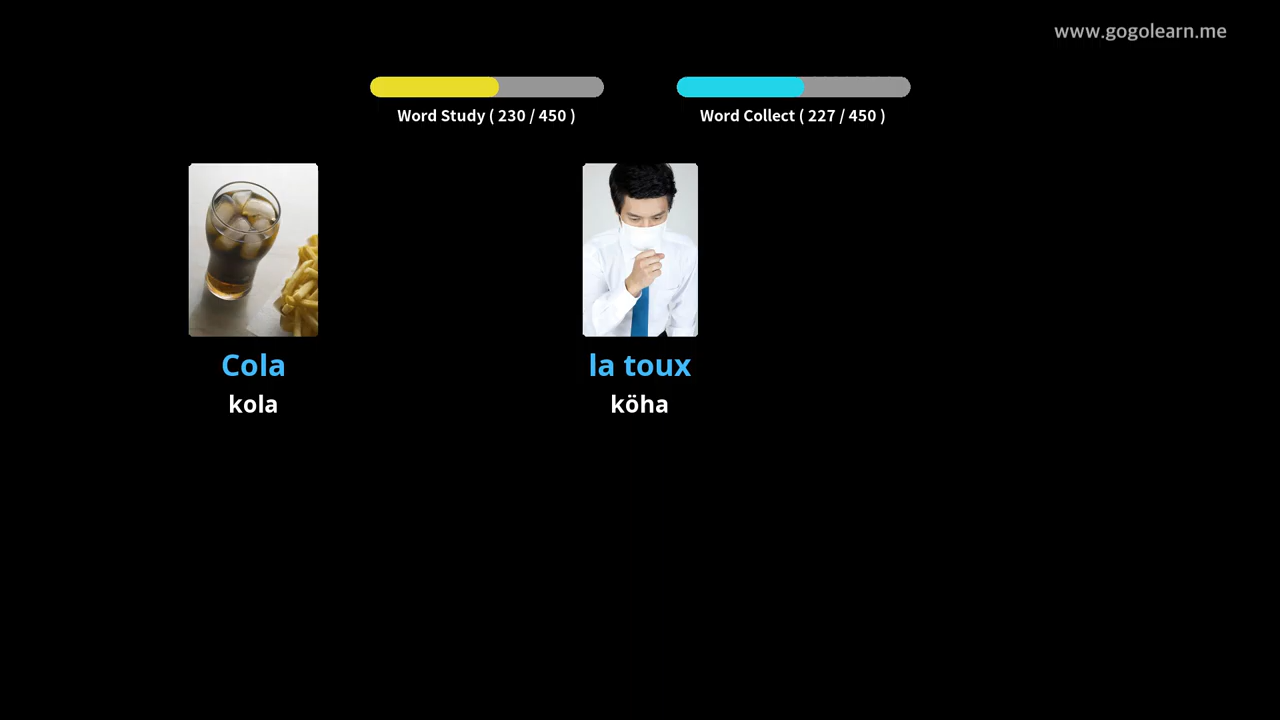 www.gogolearn.me
Word Study ( 230 / 450 )
Word Collect ( 227 / 450 )
Cola
kola
la toux
köha